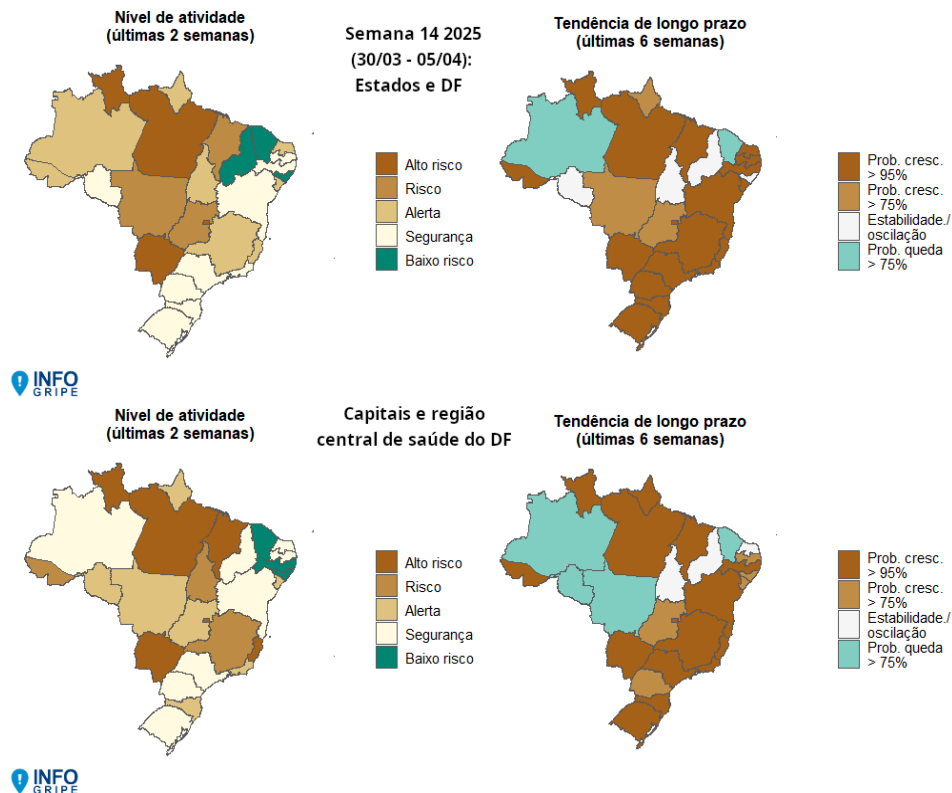 Nível de atividade
(últimas 2 semanas)
Semana 14 2025
(30/03 - 05/04):
Estados e DF
Tendência de longo prazo
(últimas 6 semanas)
Alto risco
Risco
Alerta
Segurança
Baixo risco
Prob. cresc.
> 95%
Prob. cresc.
> 75%
Estabilidade./
oscilação
Prob. queda
> 75%
INFO
GRIPE
Nível de atividade
(últimas 2 semanas)
Capitais e região
central de saúde do DF
Tendência de longo prazo
(últimas 6 semanas)
Alto risco
Risco
Alerta
Segurança
Baixo risco
Prob. cresc.
> 95%
Prob. cresc.
> 75%
Estabilidade./
oscilação
Prob. queda
> 75%
INFO
GRIPE